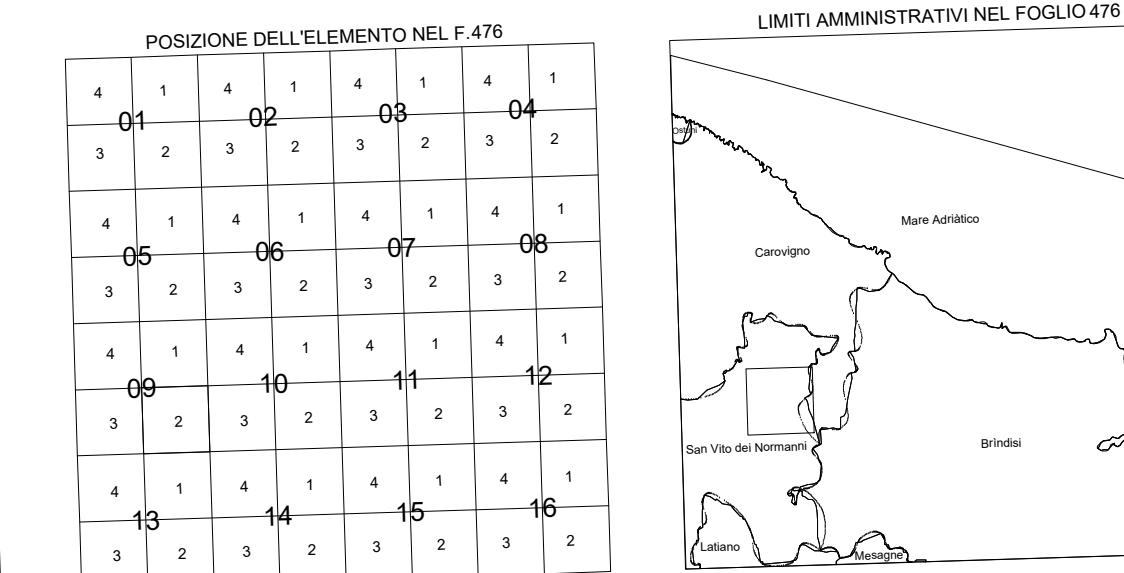 POSIZIONE DELL'ELEMENTO NEL F.476
4 1 4 1 4 1 4 1
01 02 03 04
3 2 3 2 3 2 3 2
4 1 4 1 4 1 4 1
05 06 07 08
3 2 3 2 3 2 3 2
4 1 4 1 4 1 4 1
09 10 11 12
3 2 3 2 3 2 3 2
4 1 4 1 4 1 4 1
13 14 15 16
3 2 3 2 3 2 3 2
LIMITI AMMINISTRATIVI NEL FOGLIO 476
Ostuni
Mare Adriàtico
Carovigno
San Vito dei Normanni
Brìndisi
Latiano
Mesagne